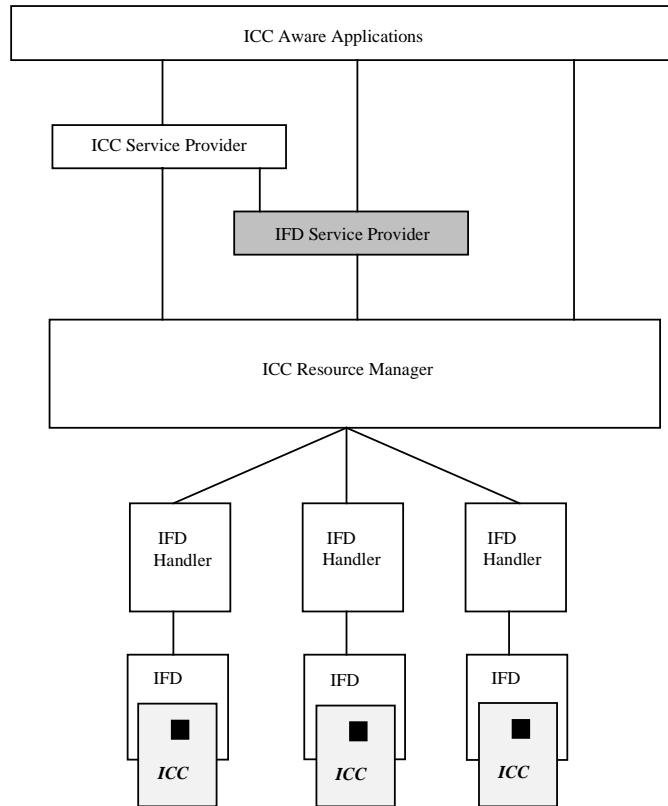 ICC Aware Applications
ICC Service Provider
IFD Service Provider
ICC Resource Manager
IFD
Handler
IFD
Handler
IFD
Handler
IFD
IFD
IFD
ICC
ICC
ICC